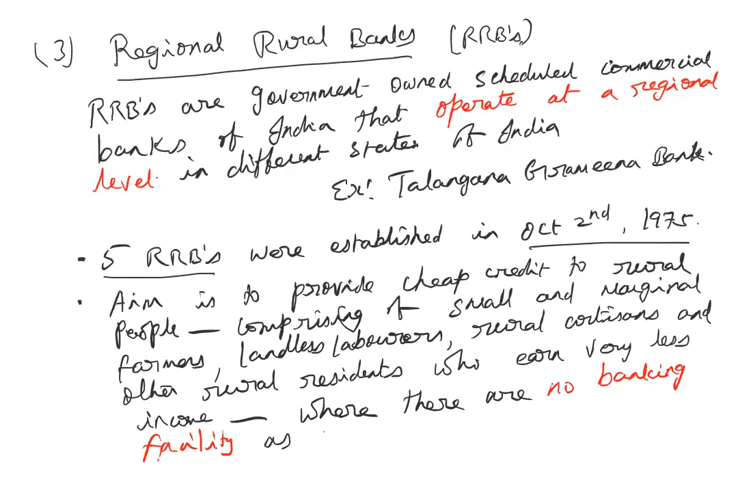 (3) Regional Rural Banks (RRB's)
RRB's are government owned scheduled commercial
banks of India that operate at a regional
level in different states of India
Ex: Talangana Grameena Bank.
• 5 RRB's were established in Oct 2nd, 1975.
• Aim is to provide cheap credit to rural
people — comprising of small and marginal
farmers, landless labourers, rural artisans and
other rural residents who earn very less
income — where there are no banking
facility as